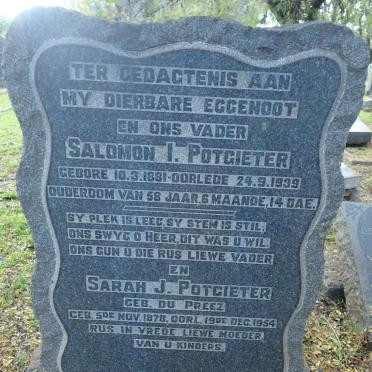 TER GEDAGTENIS AAN
MY DIERBARE EGGENOOT
EN ONS VADER
SALOMON I. POTGIETER
GEBORE 10.3.1881-OORLEDE 24.9.1939
OUDERDOM VAN 58 JAAR, 6 MAANDE, 14 DAE.
SY PLEK IS LEEG, SY STEM IS STIL,
ONS SWYG O HEER, DIT WAS U WIL,
ONS GUN U DIE RUS LIEWE VADER
EN
SARAH J. POTGIETER
GEB. DU PREEZ
GEB. 5DE NOV. 1878, OORL. 19DE DEC. 1954
RUS IN VREDE LIEWE MOEDER,
VAN U KINDERS